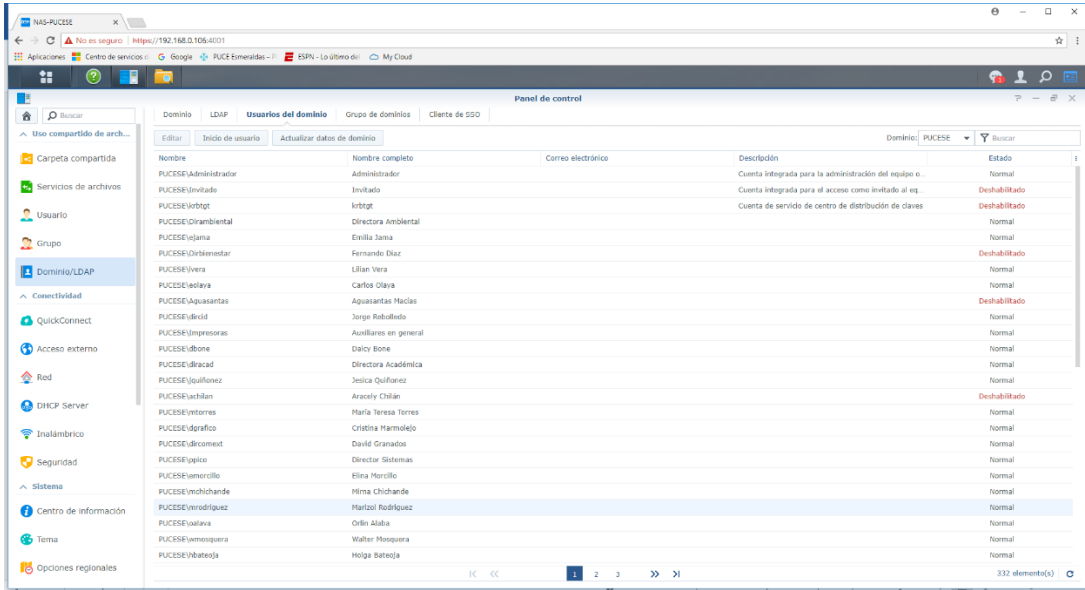 NAS-PUCESE
No es seguro | https://192.168.0.106:4001
Aplicaciones Centro de servicios d Google PUCE Esmeraldas - P ESPN - Lo último del My Cloud
Panel de control
Buscar Dominio LDAP Usuarios del dominio Grupo de dominios Cliente de SSO
Uso compartido de arch...
Editar Inicio de usuario Actualizar datos de dominio Dominio: PUCESE Buscar
Carpeta compartida
Servicios de archivos
Usuario
Grupo
Dominio/LDAP
Conectividad
QuickConnect
Acceso externo
Red
DHCP Server
Inalámbrico
Seguridad
Sistema
Centro de información
Tema
Opciones regionales
Nombre Nombre completo Correo electrónico Descripción Estado
PUCESE\Administrador Administrador Cuenta integrada para la administración del equipo o... Normal
PUCESE\Invitado Invitado Cuenta integrada para el acceso como invitado al eq... Deshabilitado
PUCESE\krbtgt krbtgt Cuenta de servicio de centro de distribución de claves Deshabilitado
PUCESE\Dirambiental Directora Ambiental Normal
PUCESE\ejama Emilia Jama Normal
PUCESE\Dirbienestar Fernando Diaz Deshabilitado
PUCESE\lvera Lilian Vera Normal
PUCESE\eolaya Carlos Olaya Normal
PUCESE\Aguasantas Aguasantas Macías Deshabilitado
PUCESE\dircid Jorge Rebolledo Normal
PUCESE\Impresoras Auxiliares en general Normal
PUCESE\dbone Daicy Bone Normal
PUCESE\diracad Directora Académica Normal
PUCESE\jquiñonez Jesica Quiñonez Normal
PUCESE\achilan Aracely Chilán Deshabilitado
PUCESE\mtorres María Teresa Torres Normal
PUCESE\dgrafico Cristina Marmolejo Normal
PUCESE\dircomext David Granados Normal
PUCESE\ppico Director Sistemas Normal
PUCESE\emorcillo Elina Morcillo Normal
PUCESE\mchichande Mirna Chichande Normal
PUCESE\mrodriguez Marizol Rodriguez Normal
PUCESE\oalava Orlin Alaba Normal
PUCESE\wmosquera Walter Mosquera Normal
PUCESE\hbateoja Holga Bateoja Normal
1 2 3 332 elemento(s)